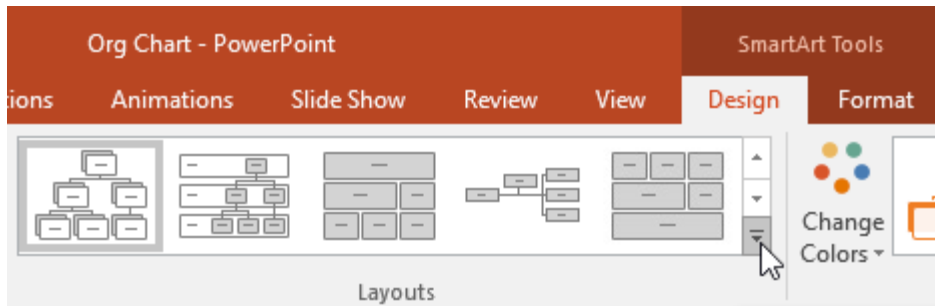 Org Chart - PowerPoint
SmartArt Tools
tions Animations Slide Show Review View Design Format
Change
Colors
Layouts